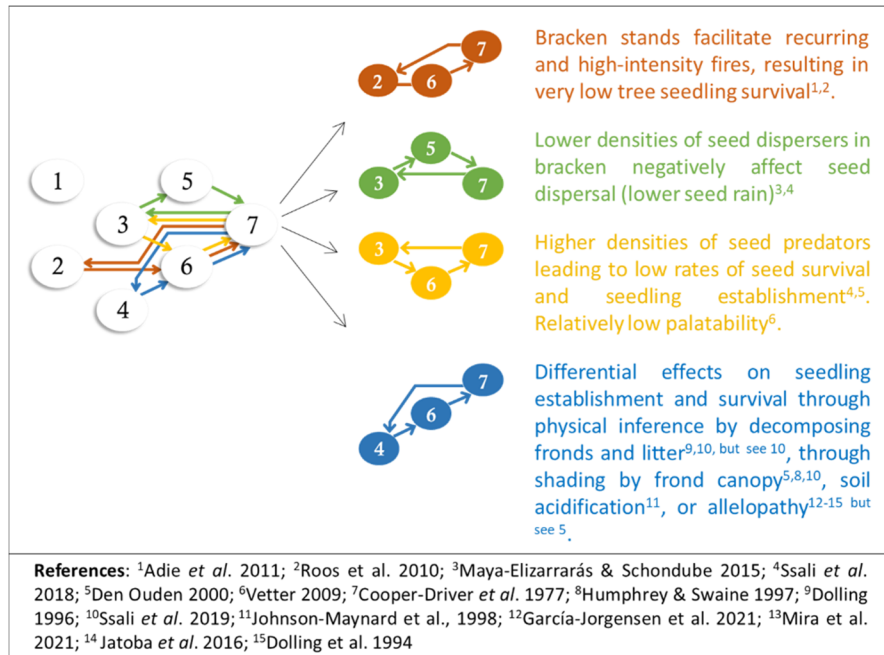 1
5
3
7
2
6
4
2
6
7
Bracken stands facilitate recurring
and high-intensity fires, resulting in
very low tree seedling survival1,2.
3
5
7
Lower densities of seed dispersers in
bracken negatively affect seed
dispersal (lower seed rain)3,4
3
6
7
Higher densities of seed predators
leading to low rates of seed survival
and seedling establishment4,5.
Relatively low palatability6.
4
6
7
Differential effects on seedling
establishment and survival through
physical inference by decomposing
fronds and litter9,10, but see 10, through
shading by frond canopy5,8,10, soil
acidification11, or allelopathy12-15 but
see 5.
References: 1Adie et al. 2011; 2Roos et al. 2010; 3Maya-Elizarrarás & Schondube 2015; 4Ssali et al.
2018; 5Den Ouden 2000; 6Vetter 2009; 7Cooper-Driver et al. 1977; 8Humphrey & Swaine 1997; 9Dolling
1996; 10Ssali et al. 2019; 11Johnson-Maynard et al., 1998; 12García-Jorgensen et al. 2021; 13Mira et al.
2021; 14 Jatoba et al. 2016; 15Dolling et al. 1994